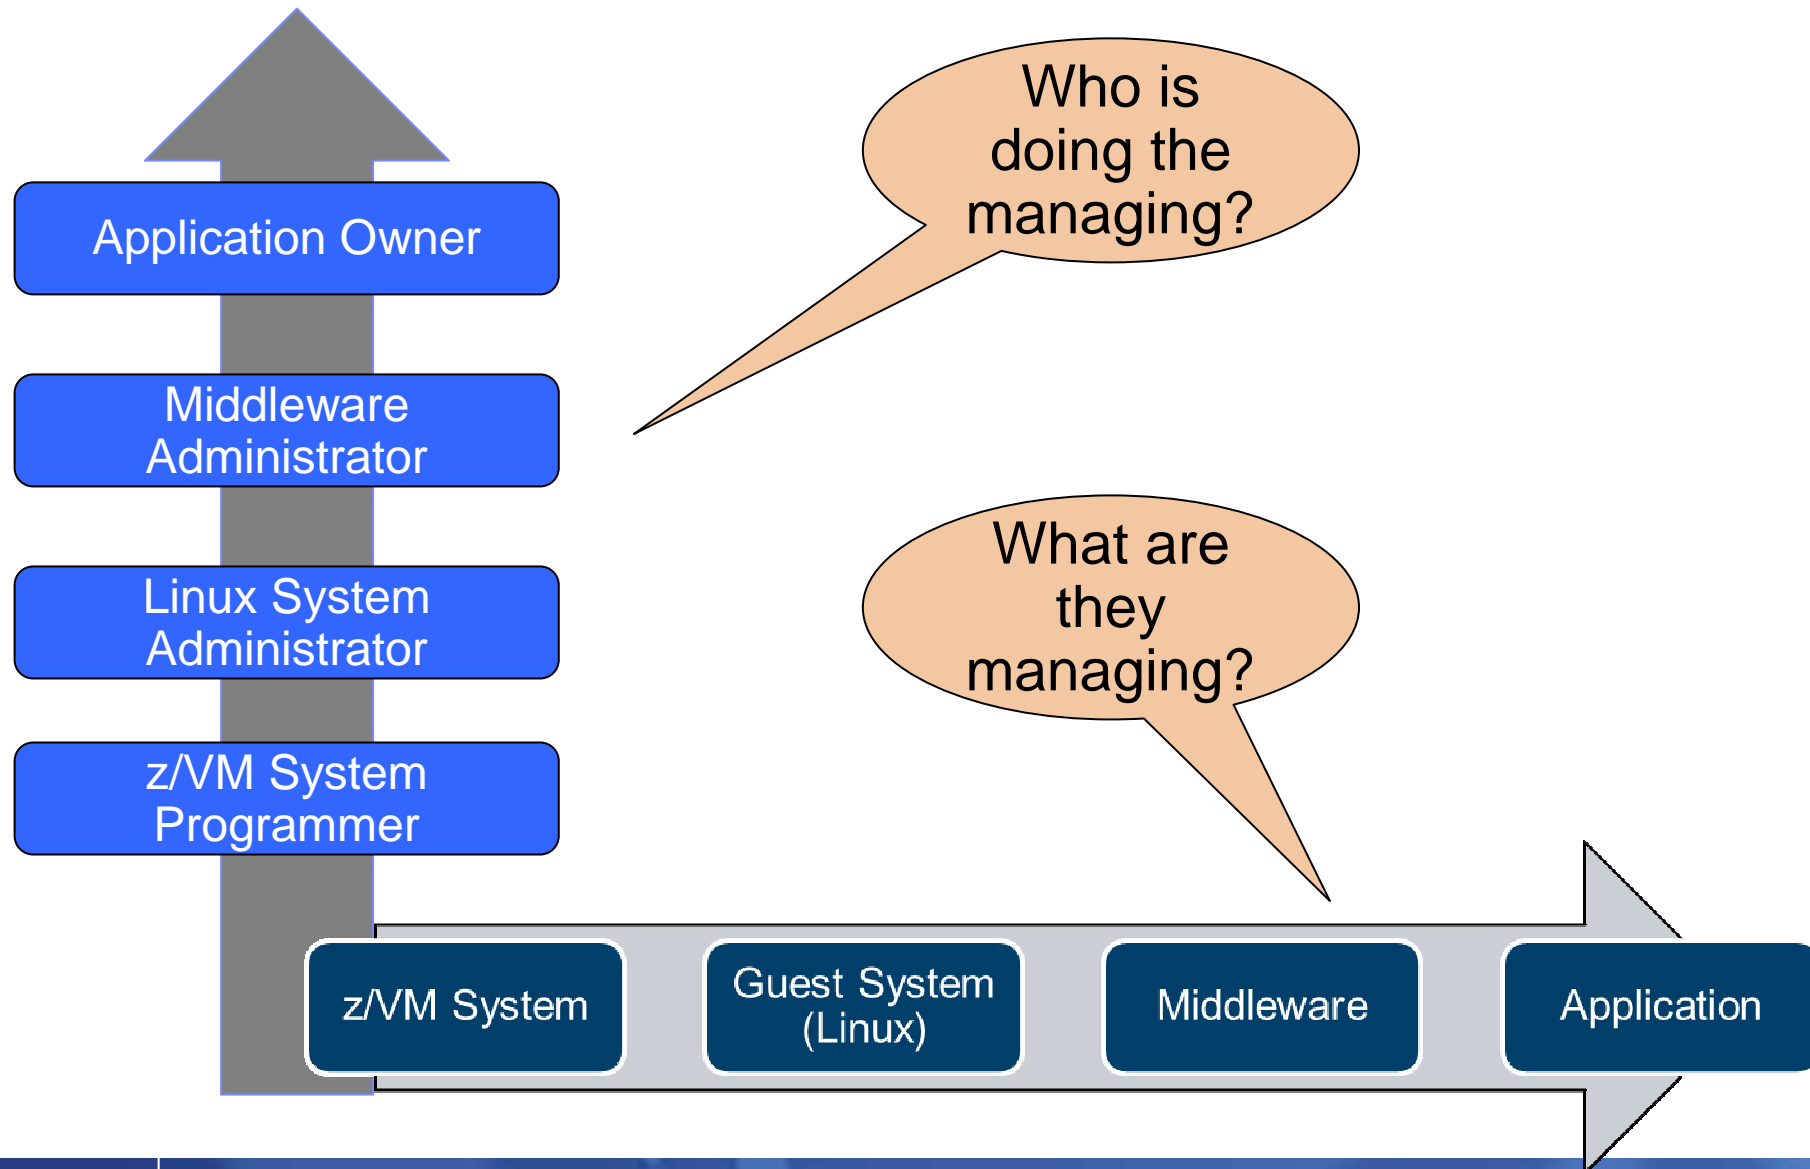 Who is
doing the
managing?
Application Owner
Middleware
Administrator
What are
they
managing?
Linux System
Administrator
z/VM System
Programmer
z/VM System
Guest System
(Linux)
Middleware
Application